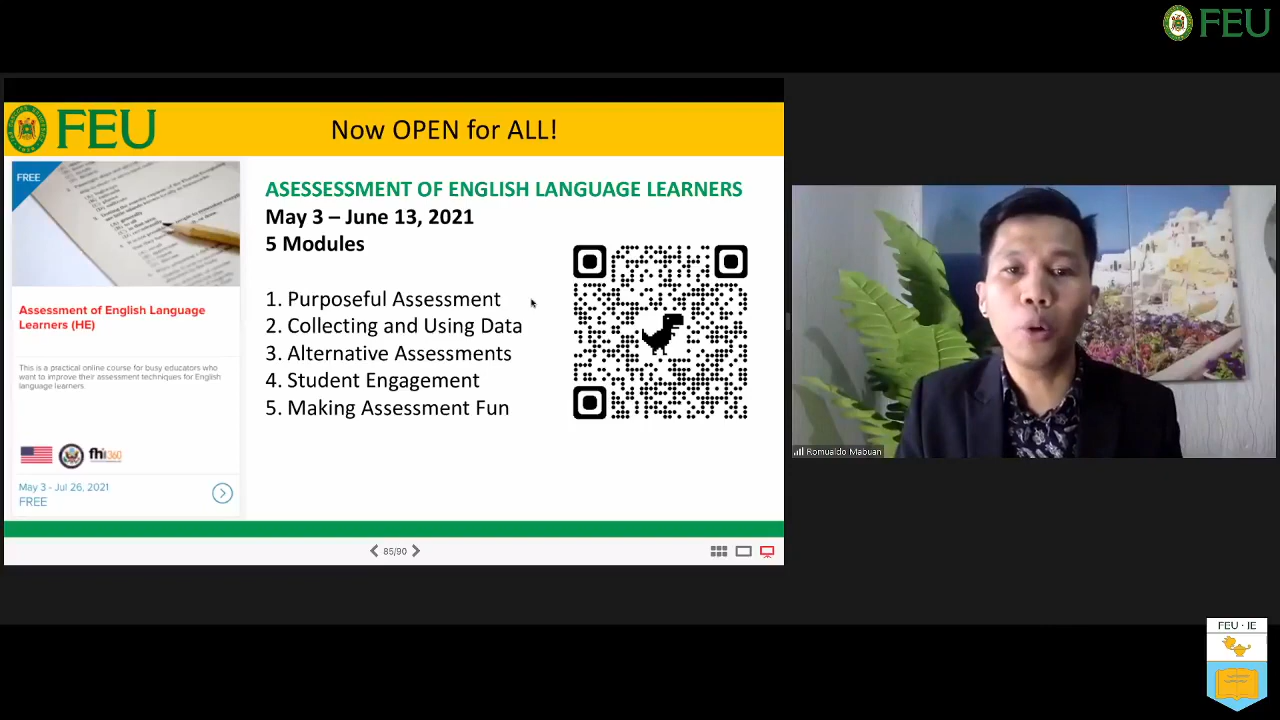 FEU
FEU
Now OPEN for ALL!
FREE
Assessment of English Language
Learners (HE)
This is a practical online course for busy educators who
want to improve their assessment techniques for English
language learners.
fhi360
May 3 - Jul 26, 2021
FREE
ASESSESSMENT OF ENGLISH LANGUAGE LEARNERS
May 3 – June 13, 2021
5 Modules
1. Purposeful Assessment
2. Collecting and Using Data
3. Alternative Assessments
4. Student Engagement
5. Making Assessment Fun
85/90
Romualdo Mabuan
FEU · IE